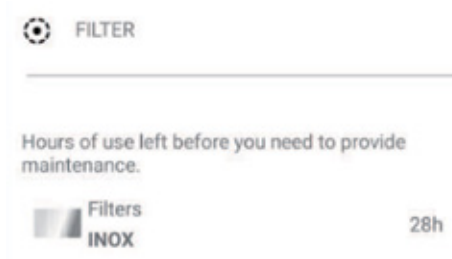 FILTER
Hours of use left before you need to provide
maintenance.
Filters
INOX
28h